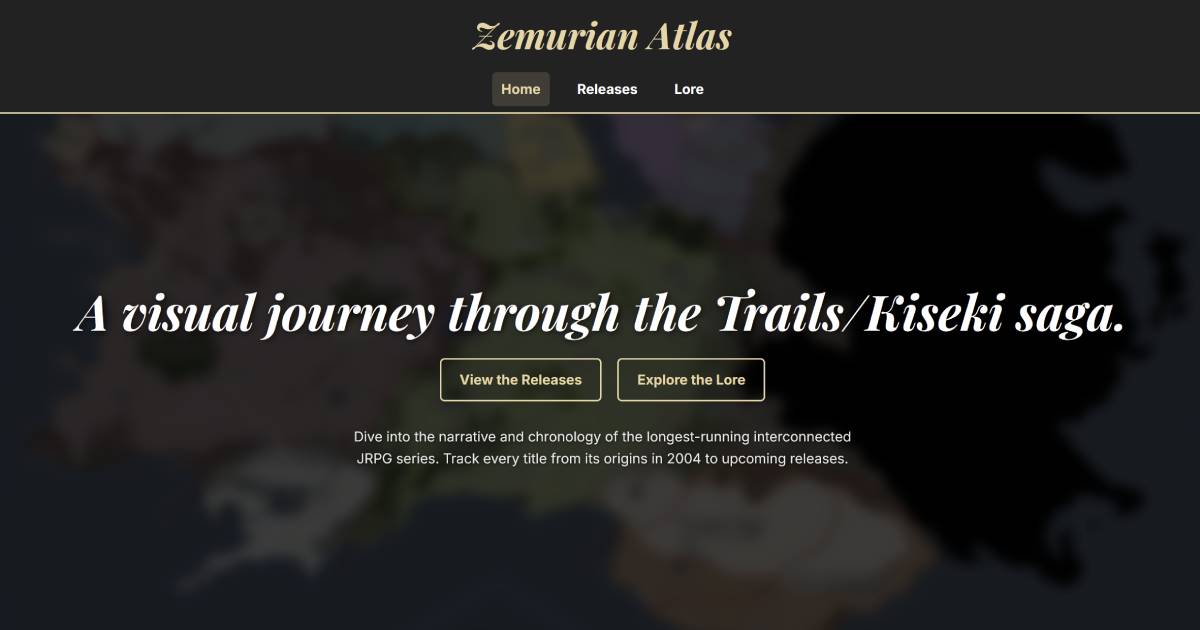 Zemurian Atlas
Home Releases Lore
A visual journey through the Trails/Kiseki saga.
View the Releases Explore the Lore
Dive into the narrative and chronology of the longest-running interconnected
JRPG series. Track every title from its origins in 2004 to upcoming releases.